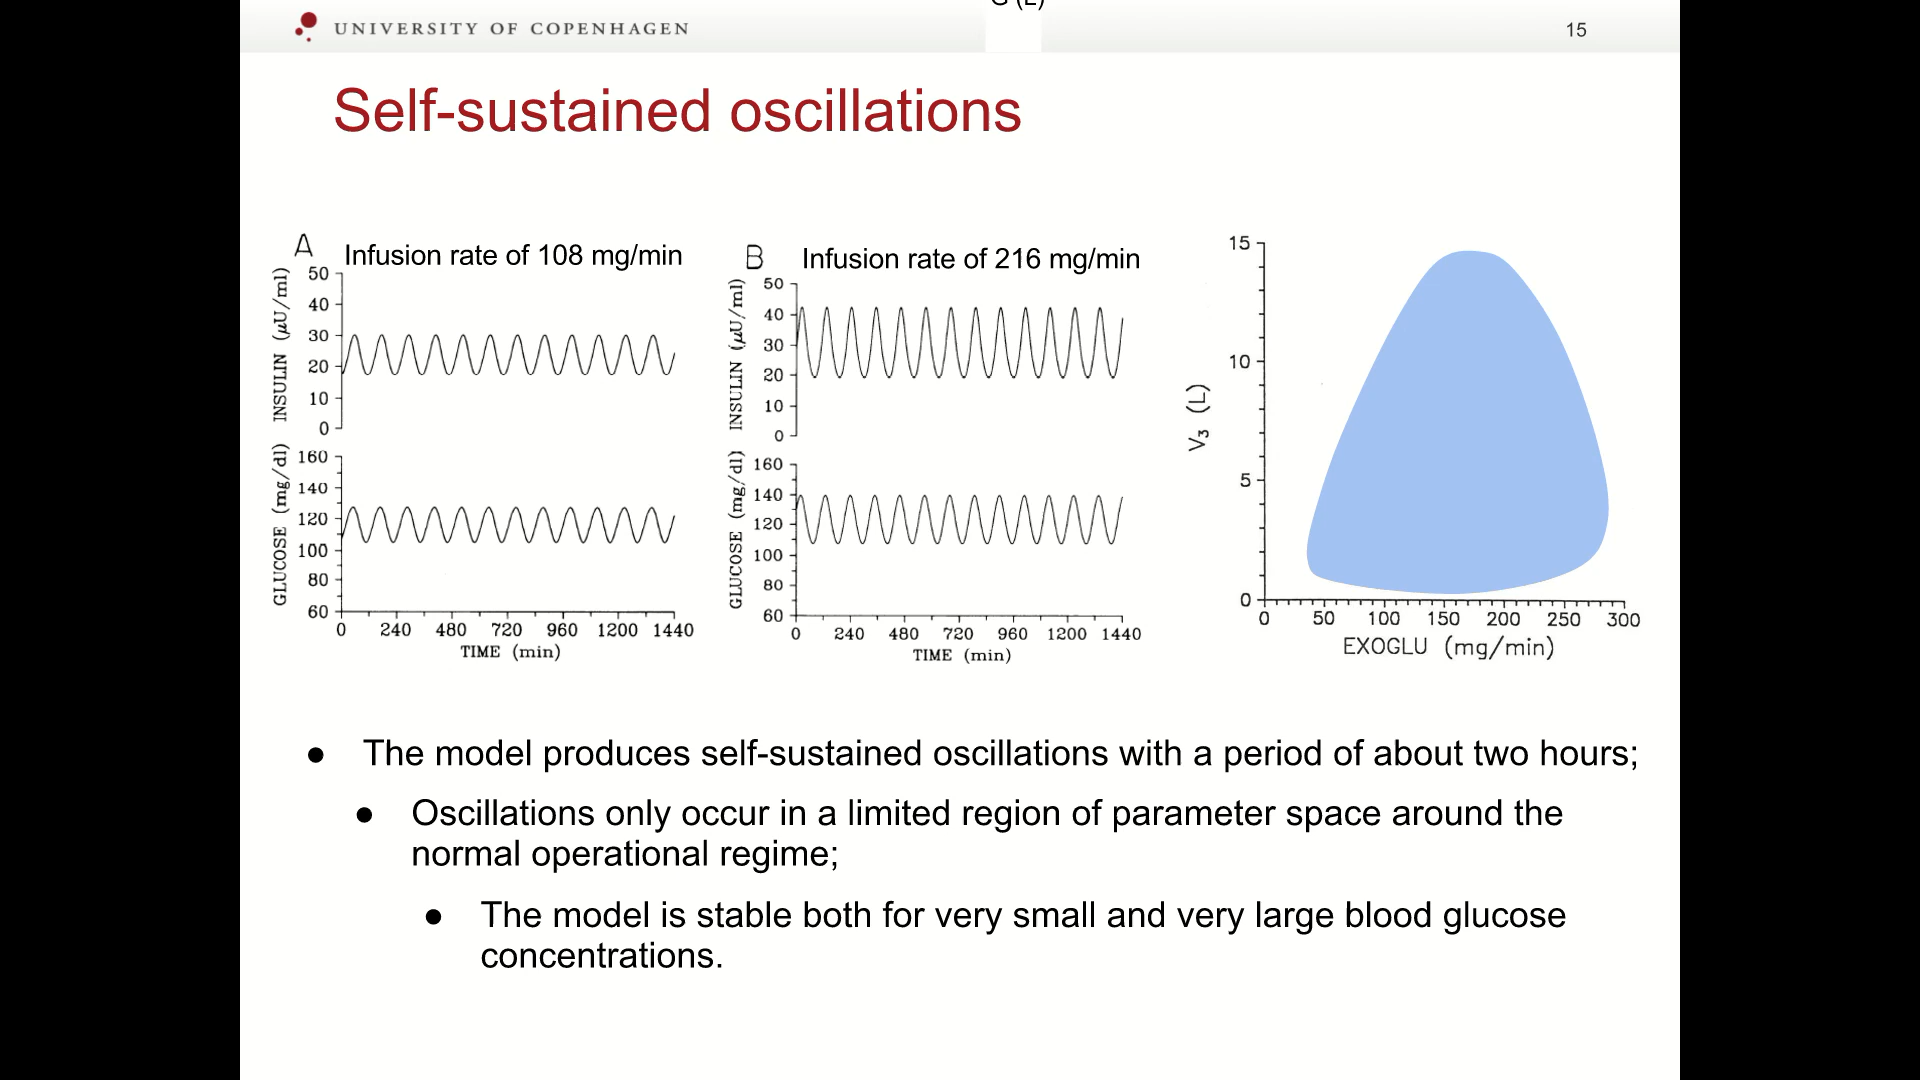 G (L)
UNIVERSITY OF COPENHAGEN
15
Self-sustained oscillations
A
Infusion rate of 108 mg/min
INSULIN (μU/ml)
50
40
30
20
10
0
GLUCOSE (mg/dl)
160
140
120
100
80
60
0 240 480 720 960 1200 1440
TIME (min)
B
Infusion rate of 216 mg/min
INSULIN (μU/ml)
50
40
30
20
10
0
GLUCOSE (mg/dl)
160
140
120
100
80
60
0 240 480 720 960 1200 1440
TIME (min)
V₃ (L)
15
10
5
0
0 50 100 150 200 250 300
EXOGLU (mg/min)
● The model produces self-sustained oscillations with a period of about two hours;
● Oscillations only occur in a limited region of parameter space around the
normal operational regime;
● The model is stable both for very small and very large blood glucose
concentrations.